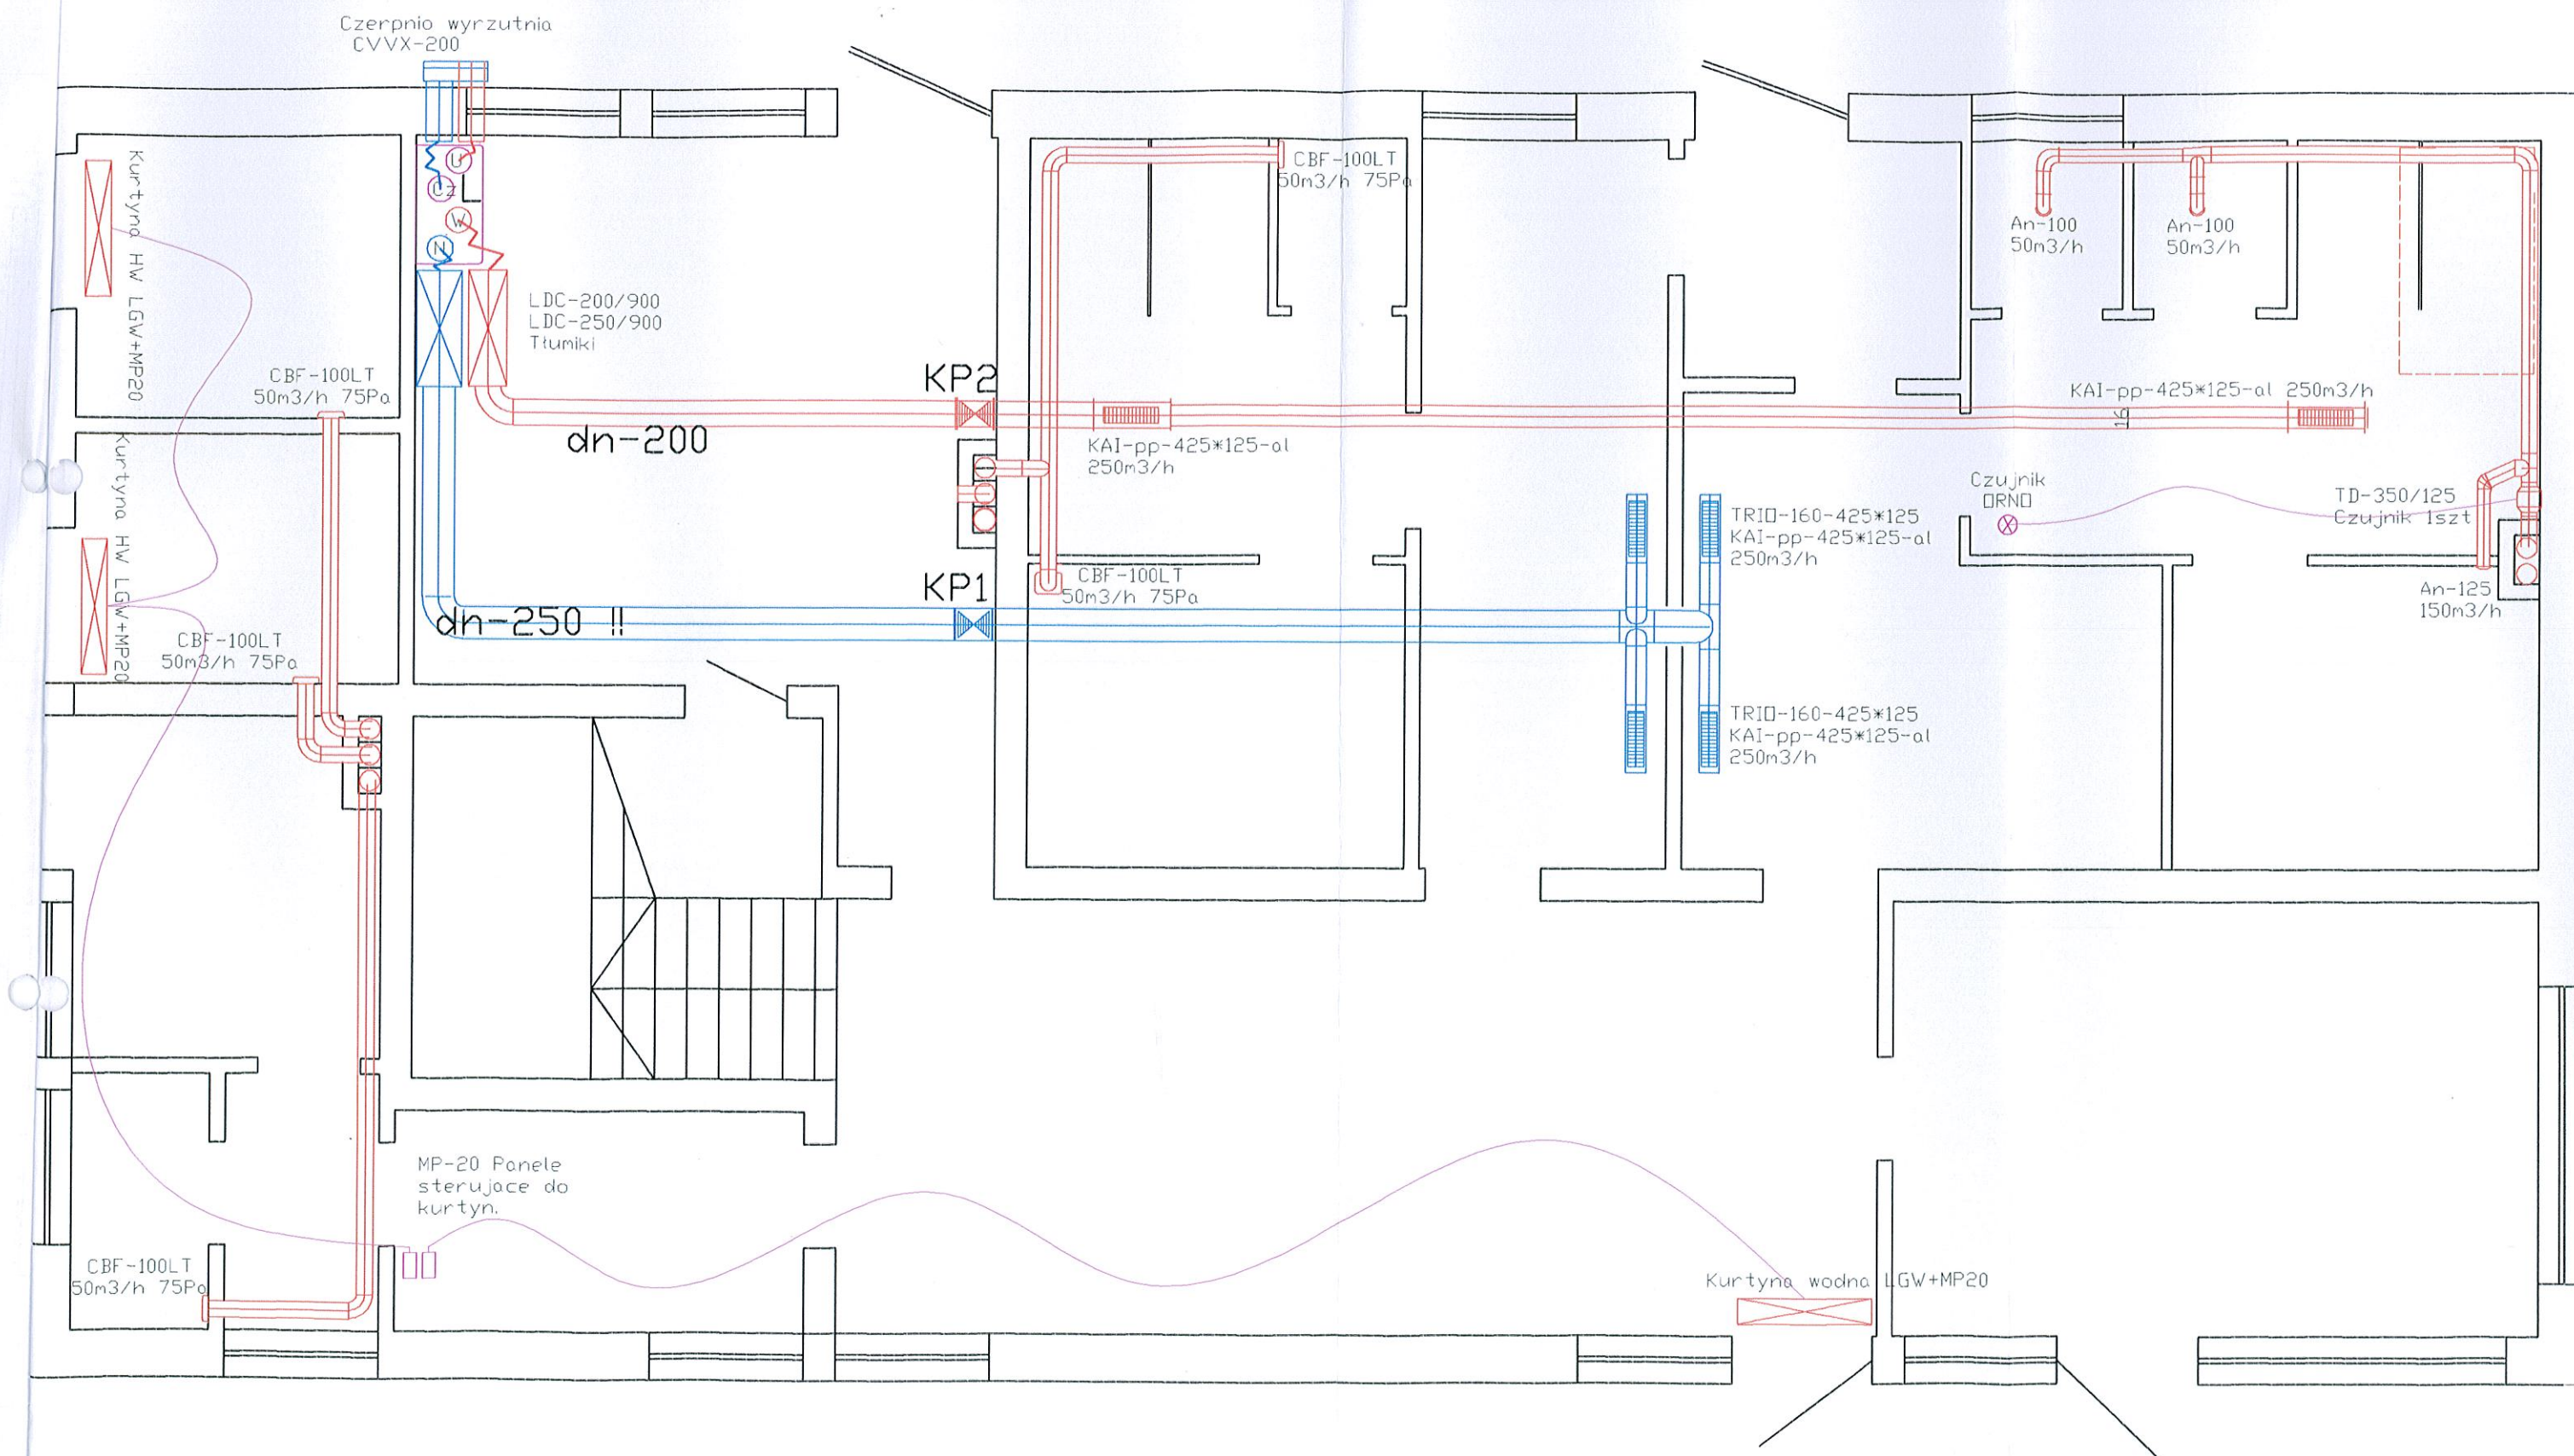 Czerpnio wyrzutnia
CVVX-200
Kurtyna HW LGW+MP20
U
Cz
W
N
LDC-200/900
LDC-250/900
Tłumiki
CBF-100LT
50m3/h 75Pa
CBF-100LT
50m3/h 75Pa
An-100
50m3/h
An-100
50m3/h
KP2
dn-200
KAI-pp-425*125-al
250m3/h
KAI-pp-425*125-al 250m3/h
16
Kurtyna HW LGW+MP20
Czujnik
ORNO
TD-350/125
Czujnik 1szt
TRIO-160-425*125
KAI-pp-425*125-al
250m3/h
KP1
dn-250 !!
CBF-100LT
50m3/h 75Pa
An-125
150m3/h
CBF-100LT
50m3/h 75Pa
TRIO-160-425*125
KAI-pp-425*125-al
250m3/h
MP-20 Panele
sterujace do
kurtyn.
CBF-100LT
50m3/h 75Pa
Kurtyna wodna LGW+MP20